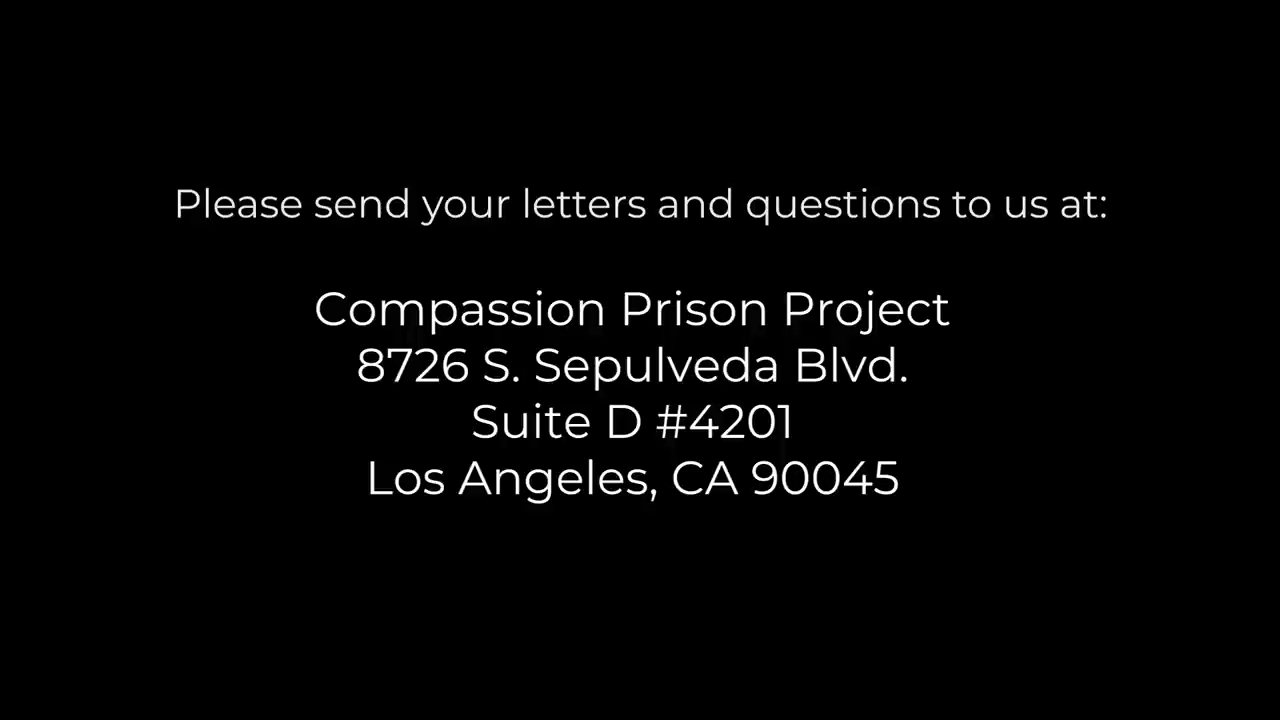 Please send your letters and questions to us at:
Compassion Prison Project
8726 S. Sepulveda Blvd.
Suite D #4201
Los Angeles, CA 90045